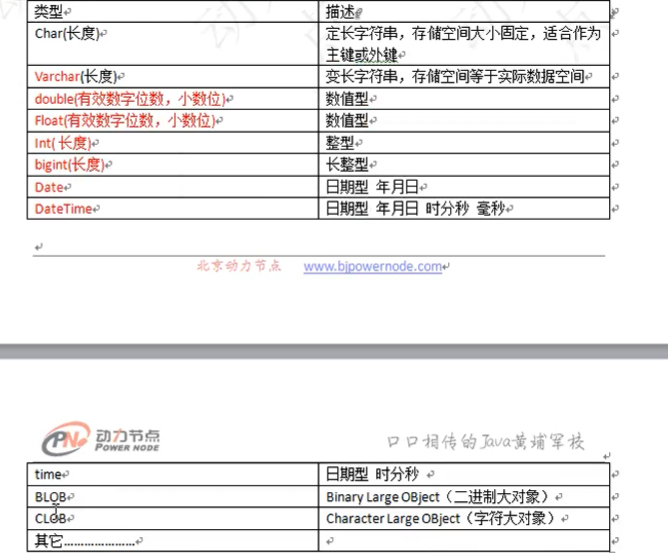 类型 描述
Char(长度) 定长字符串，存储空间大小固定，适合作为
主键或外键
Varchar(长度) 变长字符串，存储空间等于实际数据空间
double(有效数字位数，小数位) 数值型
Float(有效数字位数，小数位) 数值型
Int( 长度) 整型
bigint(长度) 长整型
Date 日期型 年月日
DateTime 日期型 年月日 时分秒 毫秒
北京动力节点 www.bjpowernode.com
PN 动力节点
POWER NODE
口口相传的Java黄埔军校
time 日期型 时分秒
BLOB Binary Large OBject（二进制大对象）
CLOB Character Large OBject（字符大对象）
其它…………………